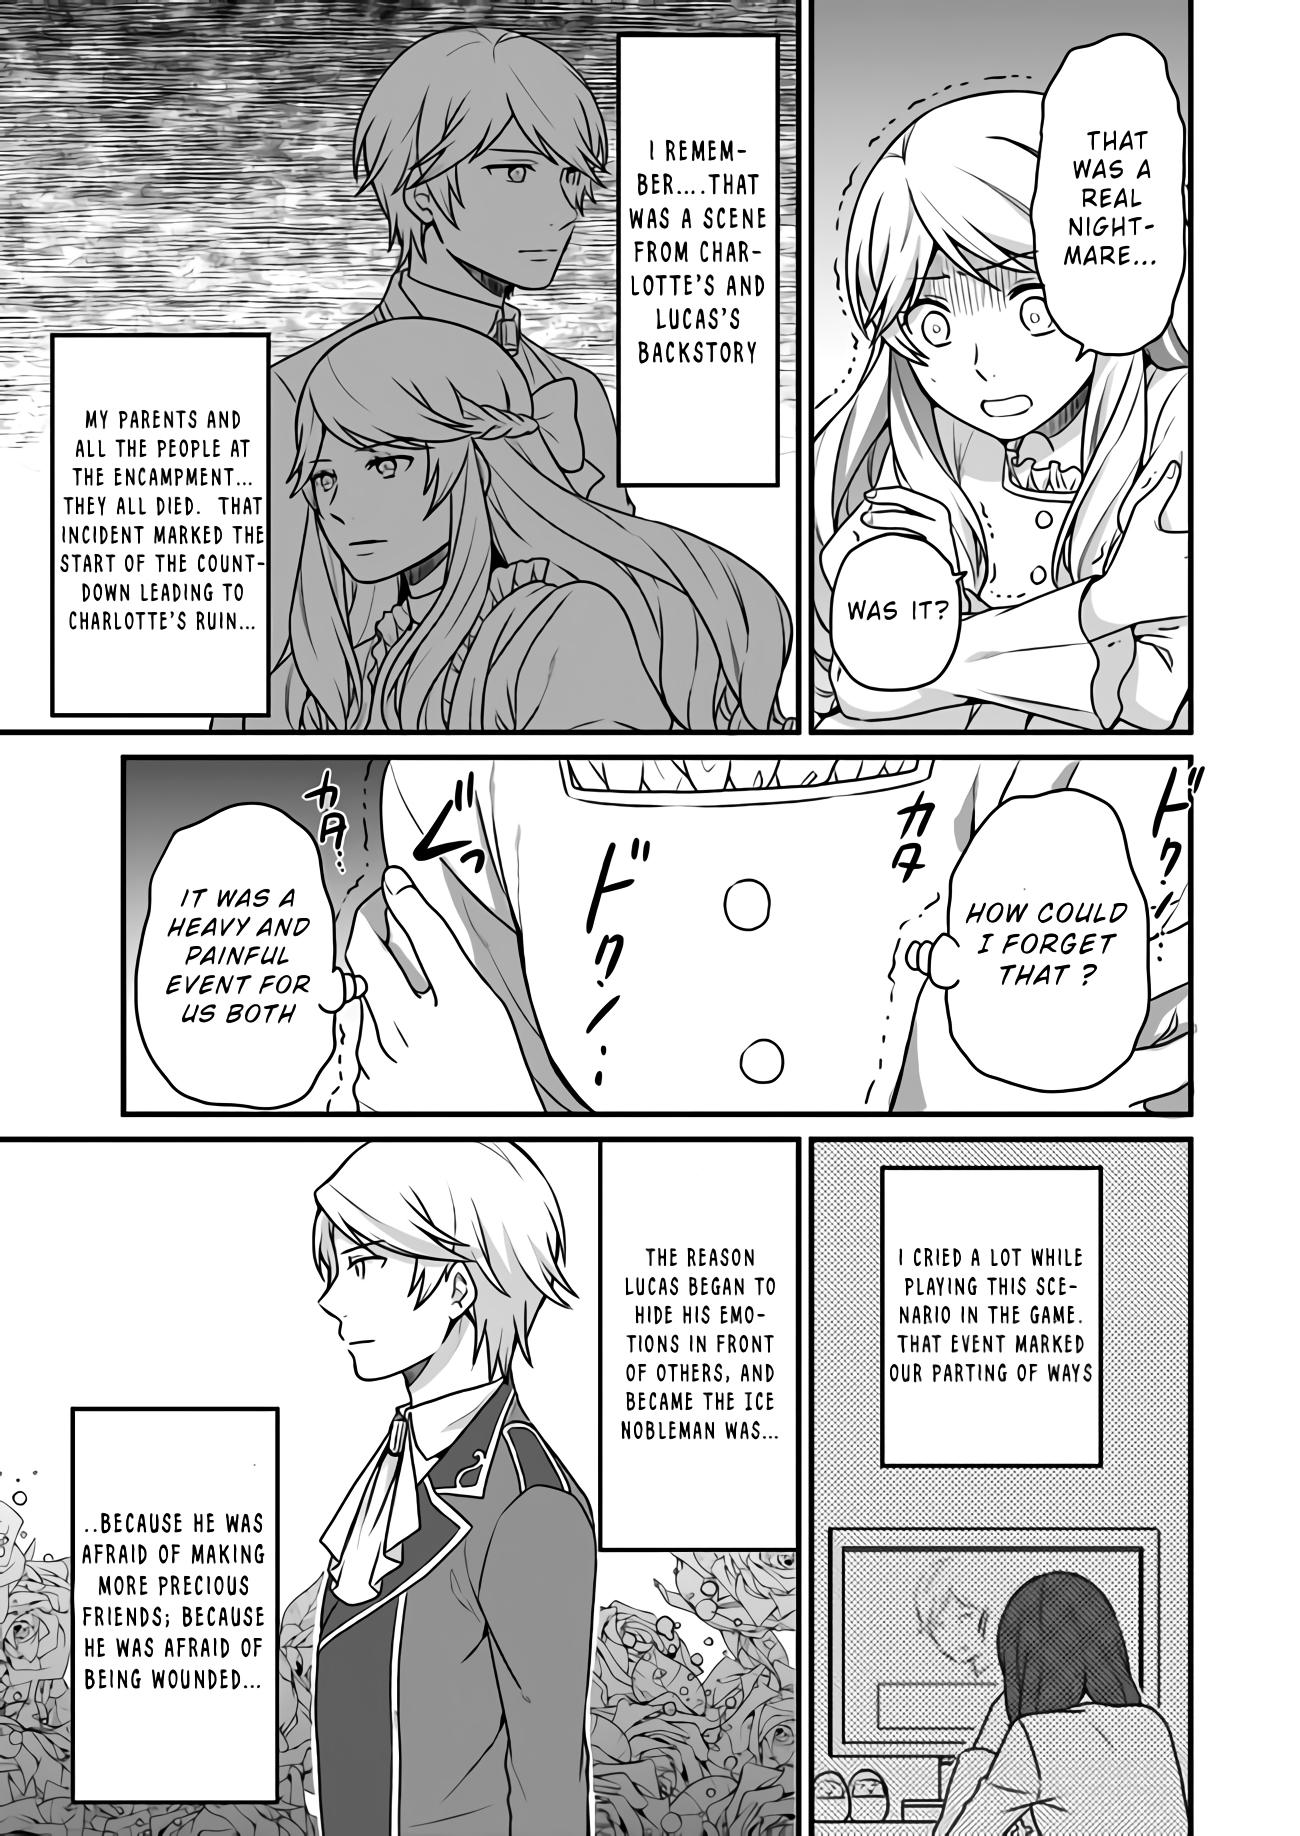 THAT
WAS A
REAL
NIGHT-
MARE...
WAS IT?
I REMEM-
BER....THAT
WAS A SCENE
FROM CHAR-
LOTTE'S AND
LUCAS'S
BACKSTORY
MY PARENTS AND
ALL THE PEOPLE AT
THE ENCAMPMENT...
THEY ALL DIED. THAT
INCIDENT MARKED THE
START OF THE COUNT-
DOWN LEADING TO
CHARLOTTE'S RUIN...
ドクン
HOW COULD
I FORGET
THAT ?
カタ
ドクン
ビクッ
カタ…
IT WAS A
HEAVY AND
PAINFUL
EVENT FOR
US BOTH
I CRIED A LOT WHILE
PLAYING THIS SCE-
NARIO IN THE GAME.
THAT EVENT MARKED
OUR PARTING OF WAYS
THE REASON
LUCAS BEGAN TO
HIDE HIS EMO-
TIONS IN FRONT
OF OTHERS, AND
BECAME THE ICE
NOBLEMAN WAS...
..BECAUSE HE WAS
AFRAID OF MAKING
MORE PRECIOUS
FRIENDS; BECAUSE
HE WAS AFRAID OF
BEING WOUNDED...